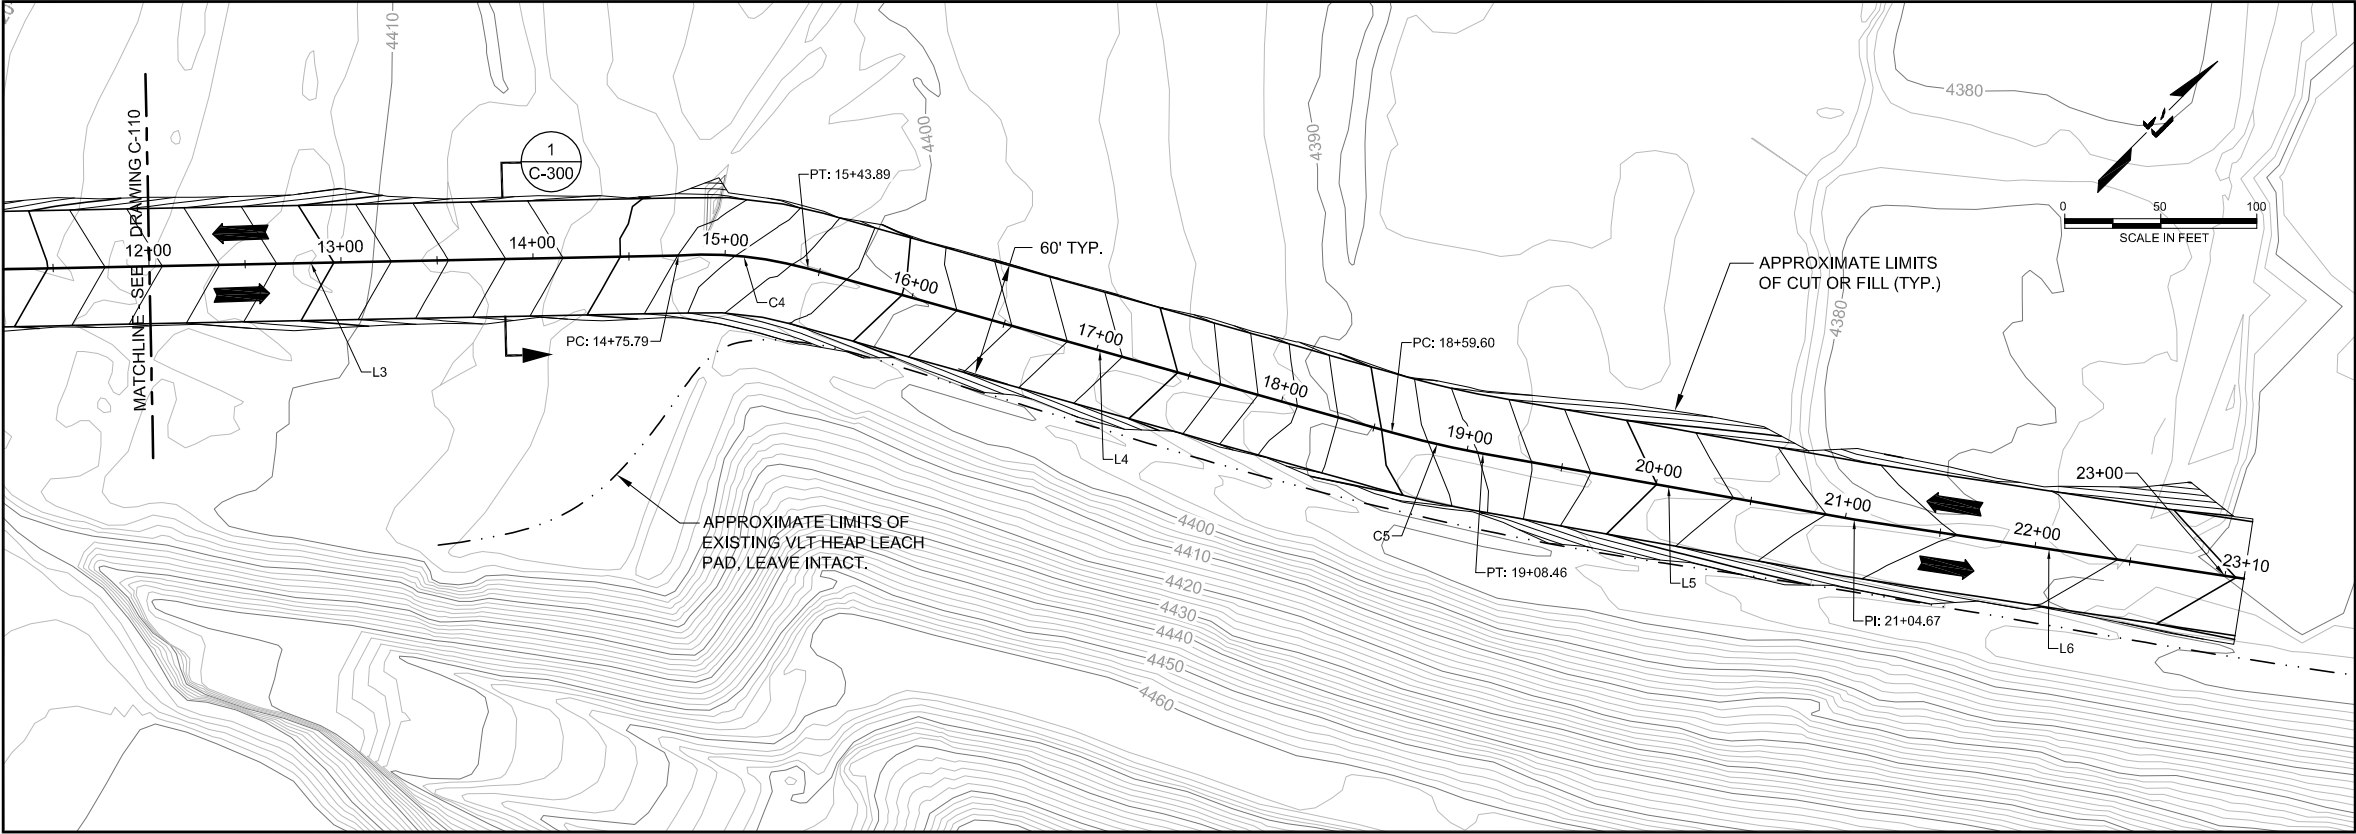 4410
MATCHLINE SEE DRAWING C-110
12+00
13+00
14+00
15+00
16+00
17+00
18+00
19+00
20+00
21+00
22+00
23+00
23+10
1
C-300
PT: 15+43.89
PC: 14+75.79
C4
L3
60' TYP.
4400
4390
L4
PC: 18+59.60
C5
PT: 19+08.46
L5
PI: 21+04.67
L6
APPROXIMATE LIMITS
OF CUT OR FILL (TYP.)
4380
4380
0 50 100
SCALE IN FEET
APPROXIMATE LIMITS OF
EXISTING VLT HEAP LEACH
PAD, LEAVE INTACT.
4400
4410
4420
4430
4440
4450
4460